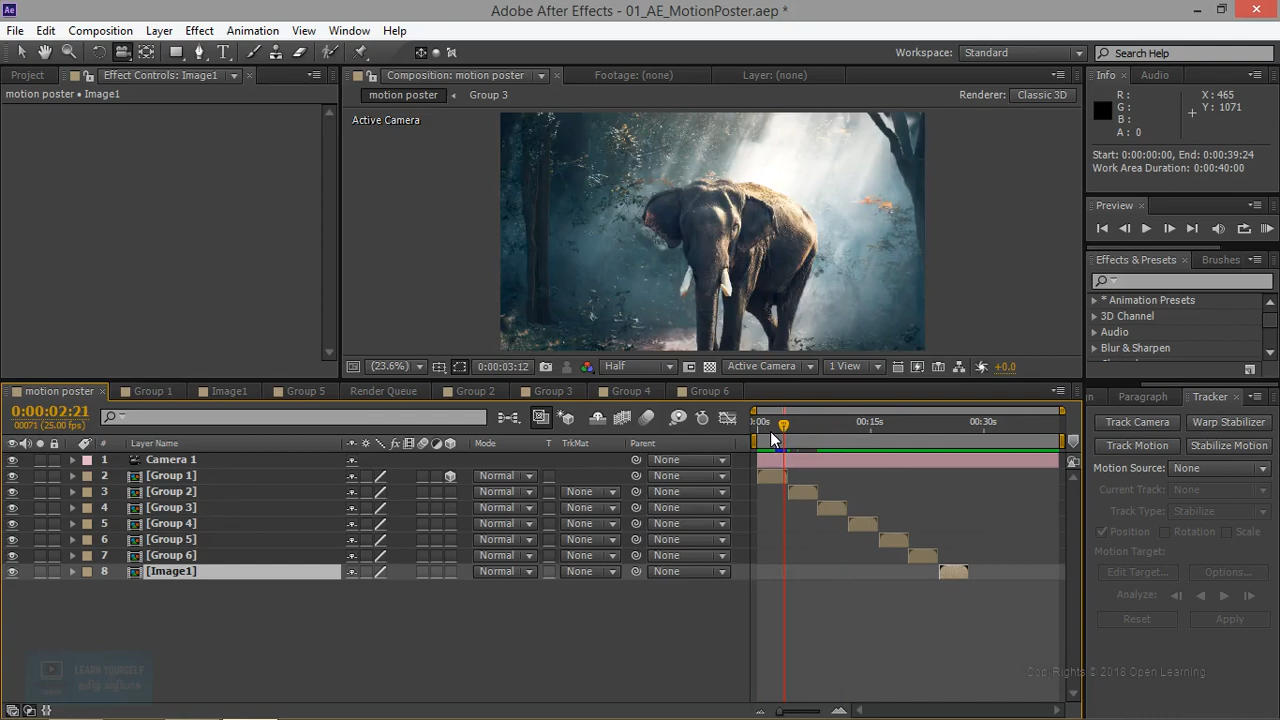 Adobe After Effects - 01_AE_MotionPoster.aep *
File Edit Composition Layer Effect Animation View Window Help
Workspace: Standard Search Help
Project Effect Controls: Image1 Composition: motion poster Footage: (none) Layer: (none) Info Audio
motion poster • Image1 motion poster Group 3 Renderer: Classic 3D
Active Camera
R : X : 465
G : Y : 1071
B :
A : 0
Start: 0:00:00:00, End: 0:00:39:24
Work Area Duration: 0:00:40:00
Preview
Effects & Presets Brushes
* Animation Presets
3D Channel
Audio
Blur & Sharpen
(23.6%) 0:00:03:12 Half Active Camera 1 View +0.0
motion poster Group 1 Image1 Group 5 Render Queue Group 2 Group 3 Group 4 Group 6 Paragraph Tracker
0:00:02:21
00071 (25.00 fps)
:00s 00:15s 00:30s
Track Camera Warp Stabilizer
Track Motion Stabilize Motion
# Layer Name fx Mode T TrkMat Parent
1 Camera 1 None
2 [Group 1] Normal None
3 [Group 2] Normal None None
4 [Group 3] Normal None None
5 [Group 4] Normal None None
6 [Group 5] Normal None None
7 [Group 6] Normal None None
8 [Image1] Normal None None
Motion Source: None
Current Track: None
Track Type: Stabilize
Position Rotation Scale
Motion Target:
Edit Target... Options...
Analyze:
Reset Apply
LEARN YOURSELF
Copy Rights © 2018 Open Learning